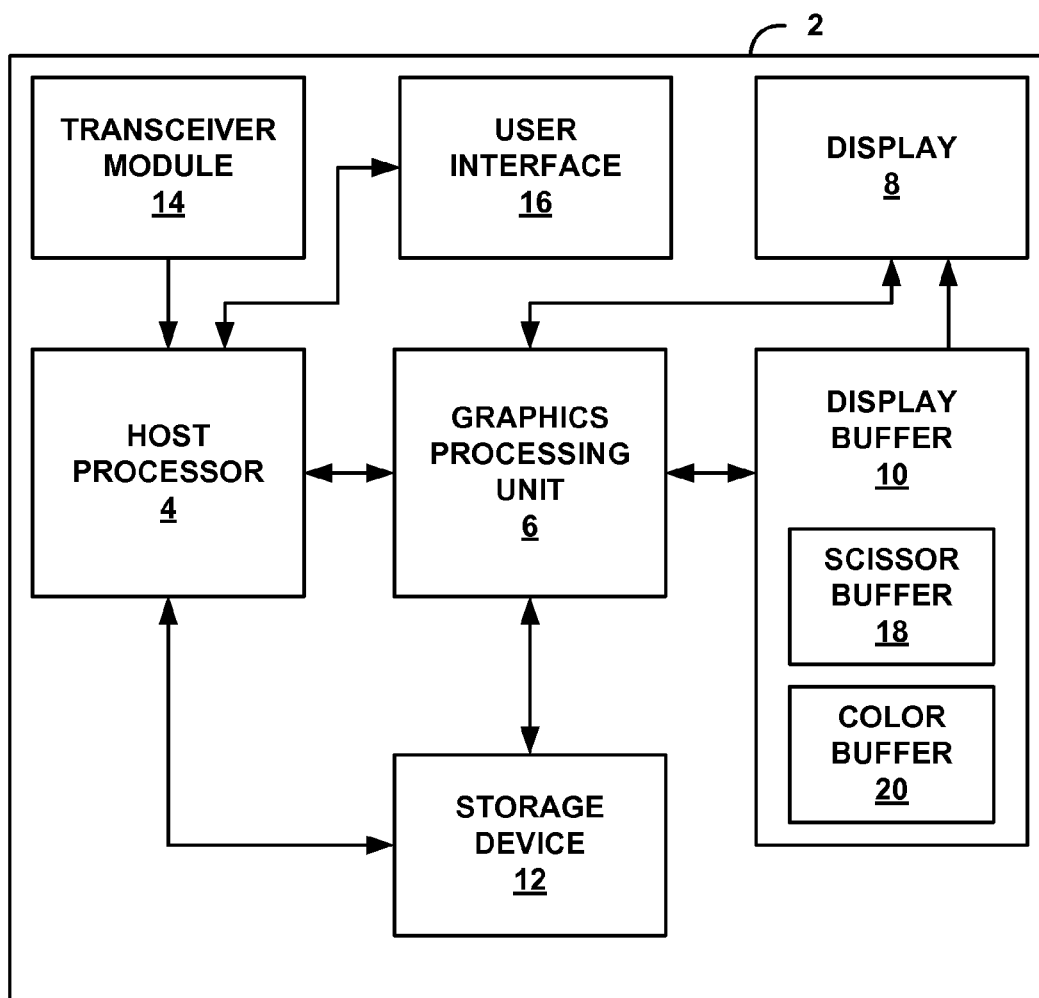 2
TRANSCEIVER
MODULE
14
USER
INTERFACE
16
DISPLAY
8
HOST
PROCESSOR
4
GRAPHICS
PROCESSING
UNIT
6
DISPLAY
BUFFER
10
SCISSOR
BUFFER
18
COLOR
BUFFER
20
STORAGE
DEVICE
12